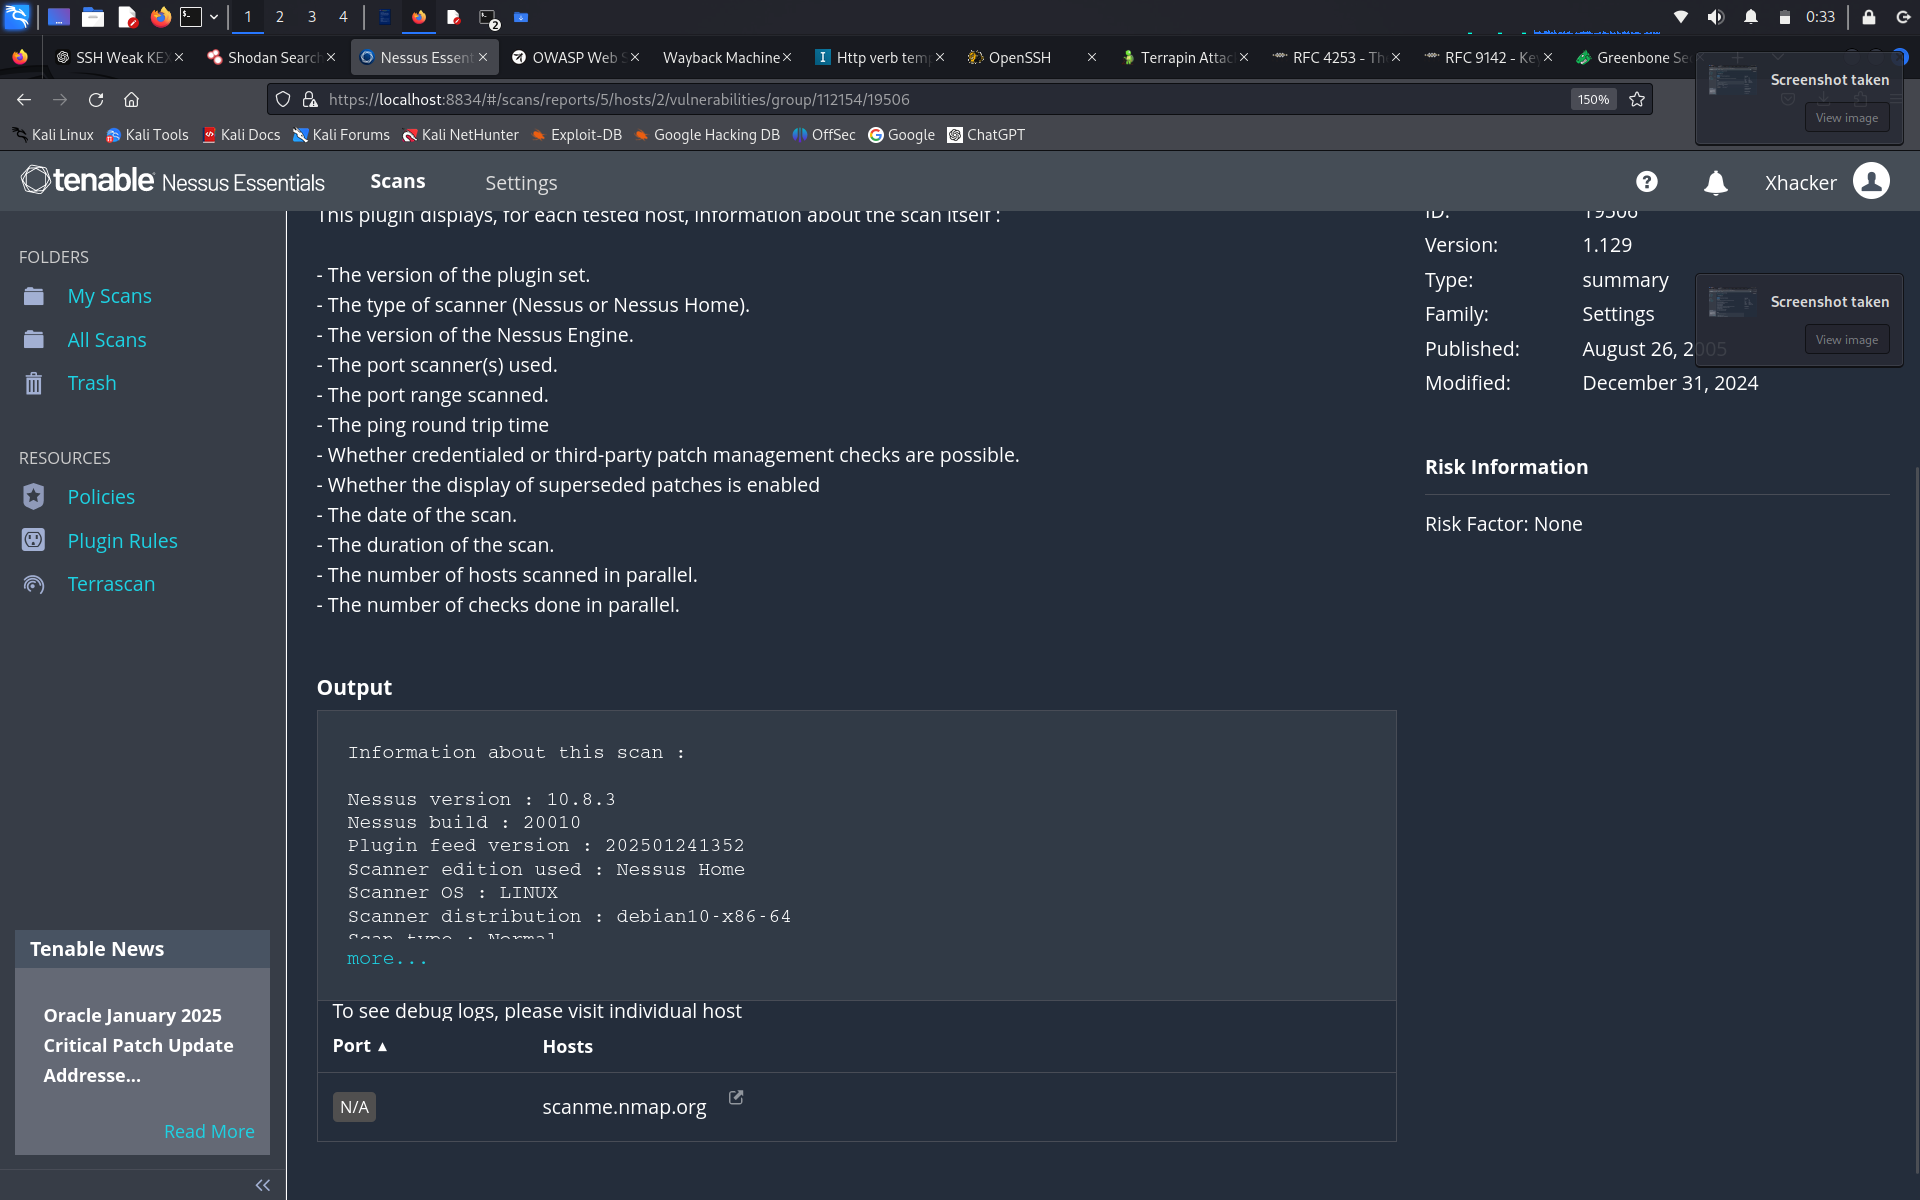 1 2 3 4 2 0:33
SSH Weak KEX Shodan Search Nessus Essent OWASP Web S Wayback Machine Http verb tem OpenSSH Terrapin Attac RFC 4253 - Th RFC 9142 - Key Greenbone Se
https://localhost:8834/#/scans/reports/5/hosts/2/vulnerabilities/group/112154/19506 150%
Screenshot taken
View image
Kali Linux Kali Tools Kali Docs Kali Forums Kali NetHunter Exploit-DB Google Hacking DB OffSec Google ChatGPT
tenable Nessus Essentials Scans Settings Xhacker
FOLDERS
My Scans
All Scans
Trash
RESOURCES
Policies
Plugin Rules
Terrascan
Tenable News
Oracle January 2025
Critical Patch Update
Addresse...
Read More
This plugin displays, for each tested host, information about the scan itself :
- The version of the plugin set.
- The type of scanner (Nessus or Nessus Home).
- The version of the Nessus Engine.
- The port scanner(s) used.
- The port range scanned.
- The ping round trip time
- Whether credentialed or third-party patch management checks are possible.
- Whether the display of superseded patches is enabled
- The date of the scan.
- The duration of the scan.
- The number of hosts scanned in parallel.
- The number of checks done in parallel.
Output
Information about this scan :
Nessus version : 10.8.3
Nessus build : 20010
Plugin feed version : 202501241352
Scanner edition used : Nessus Home
Scanner OS : LINUX
Scanner distribution : debian10-x86-64
Scan type : Normal
more...
To see debug logs, please visit individual host
Port Hosts
N/A scanme.nmap.org
ID: 19506
Version: 1.129
Type: summary
Family: Settings
Published: August 26, 2005
Modified: December 31, 2024
Screenshot taken
View image
Risk Information
Risk Factor: None